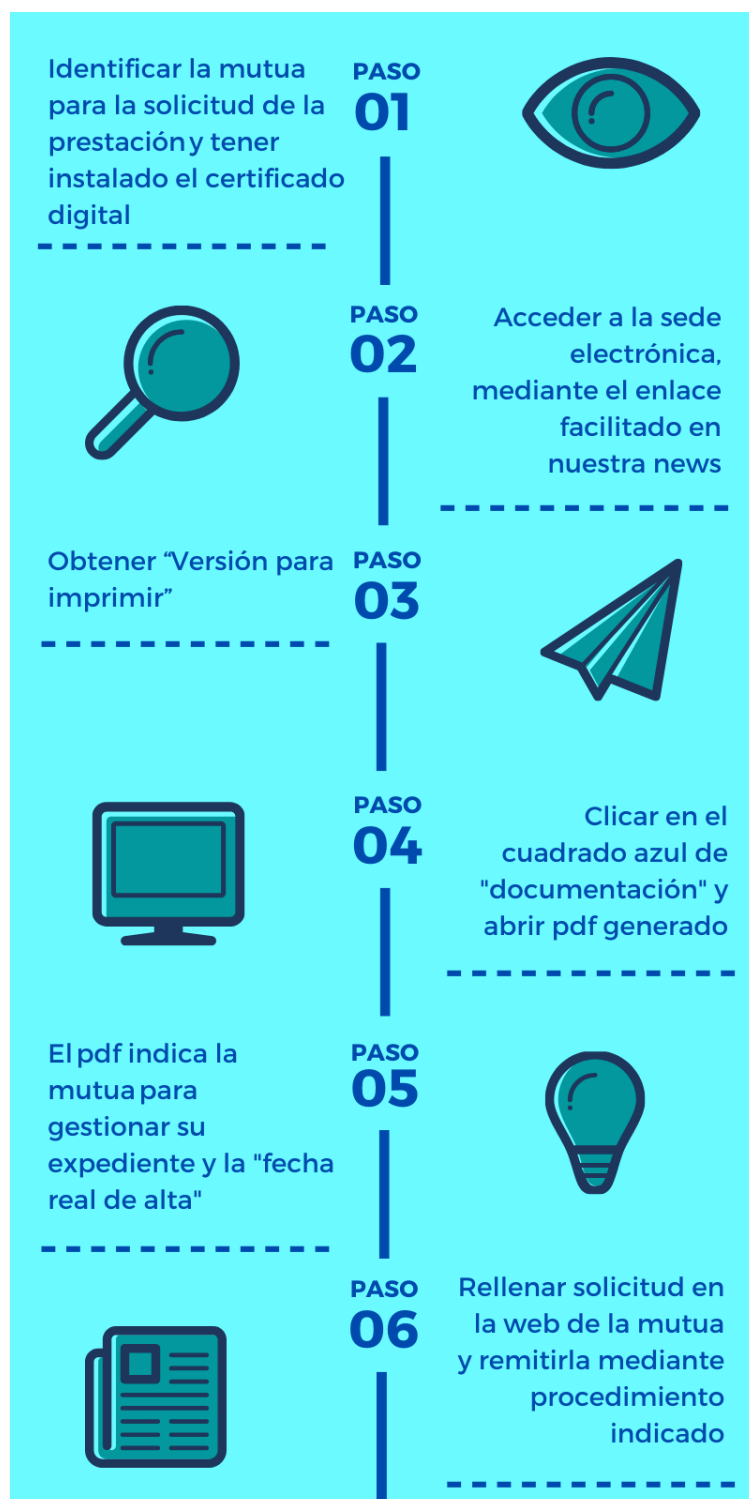 PASO
01
Identificar la mutua
para la solicitud de la
prestación y tener
instalado el certificado
digital
PASO
02
Acceder a la sede
electrónica,
mediante el enlace
facilitado en
nuestra news
PASO
03
Obtener “Versión para
imprimir”
PASO
04
Clicar en el
cuadrado azul de
"documentación" y
abrir pdf generado
PASO
05
El pdf indica la
mutua para
gestionar su
expediente y la "fecha
real de alta"
PASO
06
Rellenar solicitud en
la web de la mutua
y remitirla mediante
procedimiento
indicado